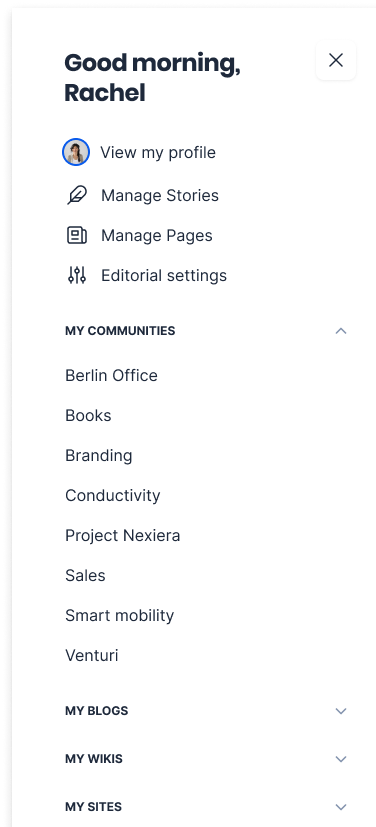 Good morning,
Rachel
View my profile
Manage Stories
Manage Pages
Editorial settings
MY COMMUNITIES
Berlin Office
Books
Branding
Conductivity
Project Nexiera
Sales
Smart mobility
Venturi
MY BLOGS
MY WIKIS
MY SITES